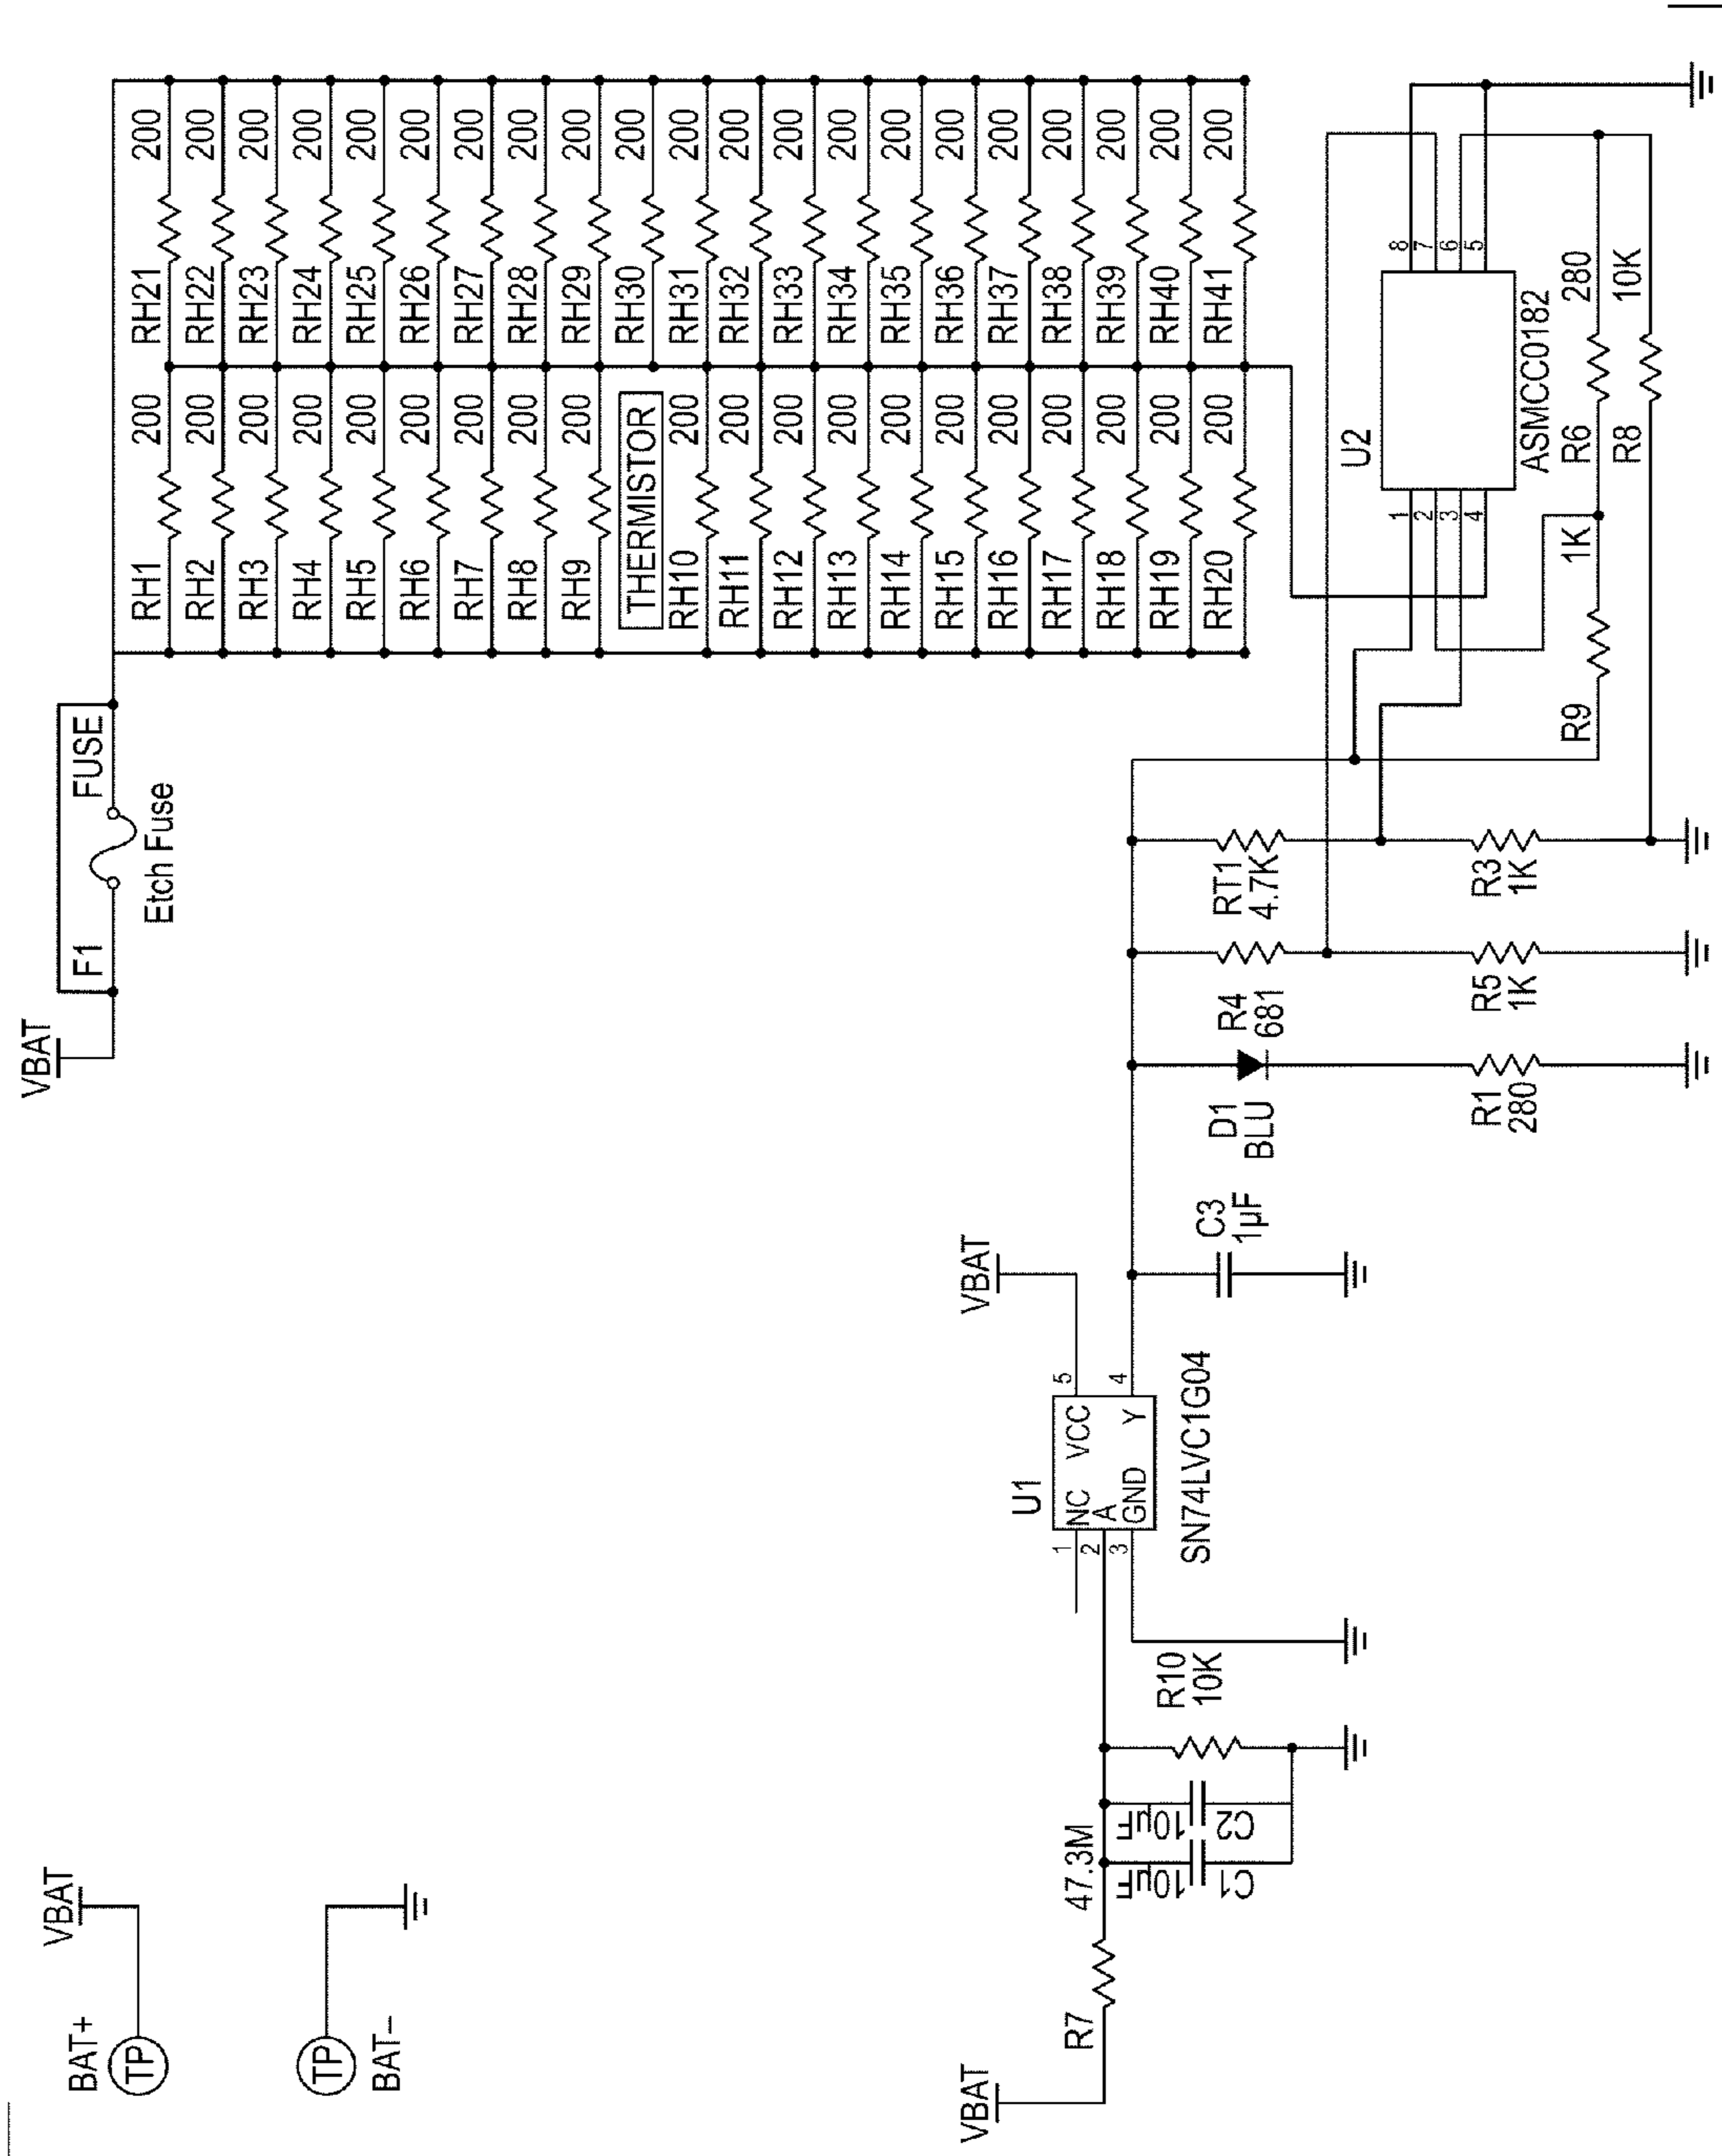 VBAT
F1
FUSE
Etch Fuse
RH1 200 RH21 200
RH2 200 RH22 200
RH3 200 RH23 200
RH4 200 RH24 200
RH5 200 RH25 200
RH6 200 RH26 200
RH7 200 RH27 200
RH8 200 RH28 200
RH9 200 RH29 200
THERMISTOR RH30 200
RH10 200 RH31 200
RH11 200 RH32 200
RH12 200 RH33 200
RH13 200 RH34 200
RH14 200 RH35 200
RH15 200 RH36 200
RH16 200 RH37 200
RH17 200 RH38 200
RH18 200 RH39 200
RH19 200 RH40 200
RH20 200 RH41 200
BAT+
TP
VBAT
TP
BAT-
VBAT
R7
47.3M
10µF
C1
10µF
C2
R10
10K
U1
1 NC VCC 5
2 A
3 GND Y 4
SN74LVC1G04
VBAT
C3
1µF
D1
BLU
R1
280
R4
681
R5
1K
RT1
4.7K
R3
1K
U2
1 8
2 7
3 6
4 5
ASMCC0182
R9
1K
R6
280
R8
10K